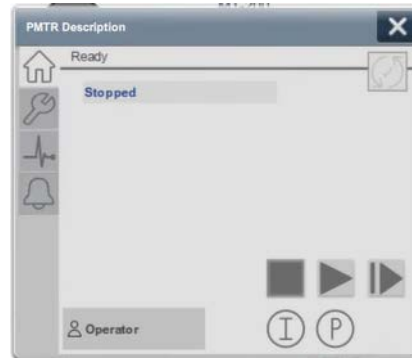 PMTR Description
Ready
Stopped
Operator
I P